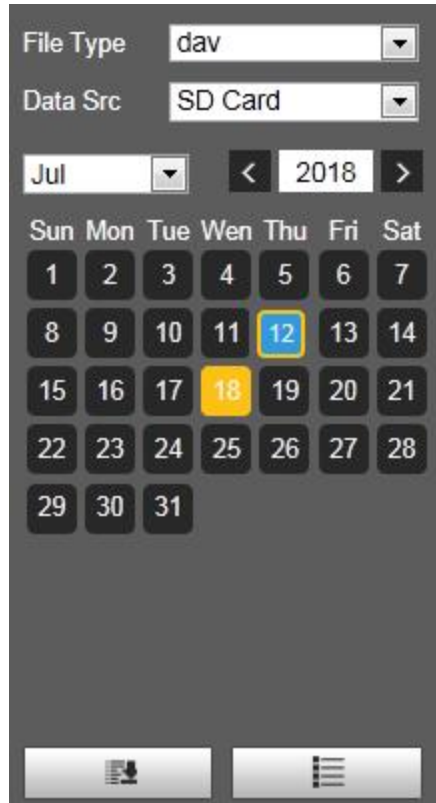 File Type dav
Data Src SD Card
Jul < 2018 >
Sun Mon Tue Wen Thu Fri Sat
1 2 3 4 5 6 7
8 9 10 11 12 13 14
15 16 17 18 19 20 21
22 23 24 25 26 27 28
29 30 31